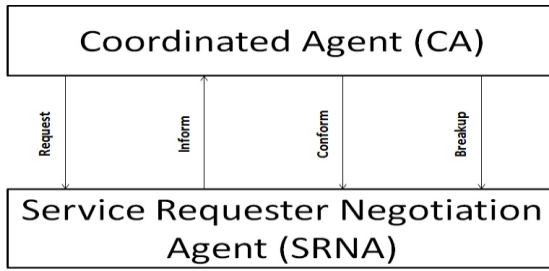 Coordinated Agent (CA)
Request
Inform
Conform
Breakup
Service Requester Negotiation
Agent (SRNA)